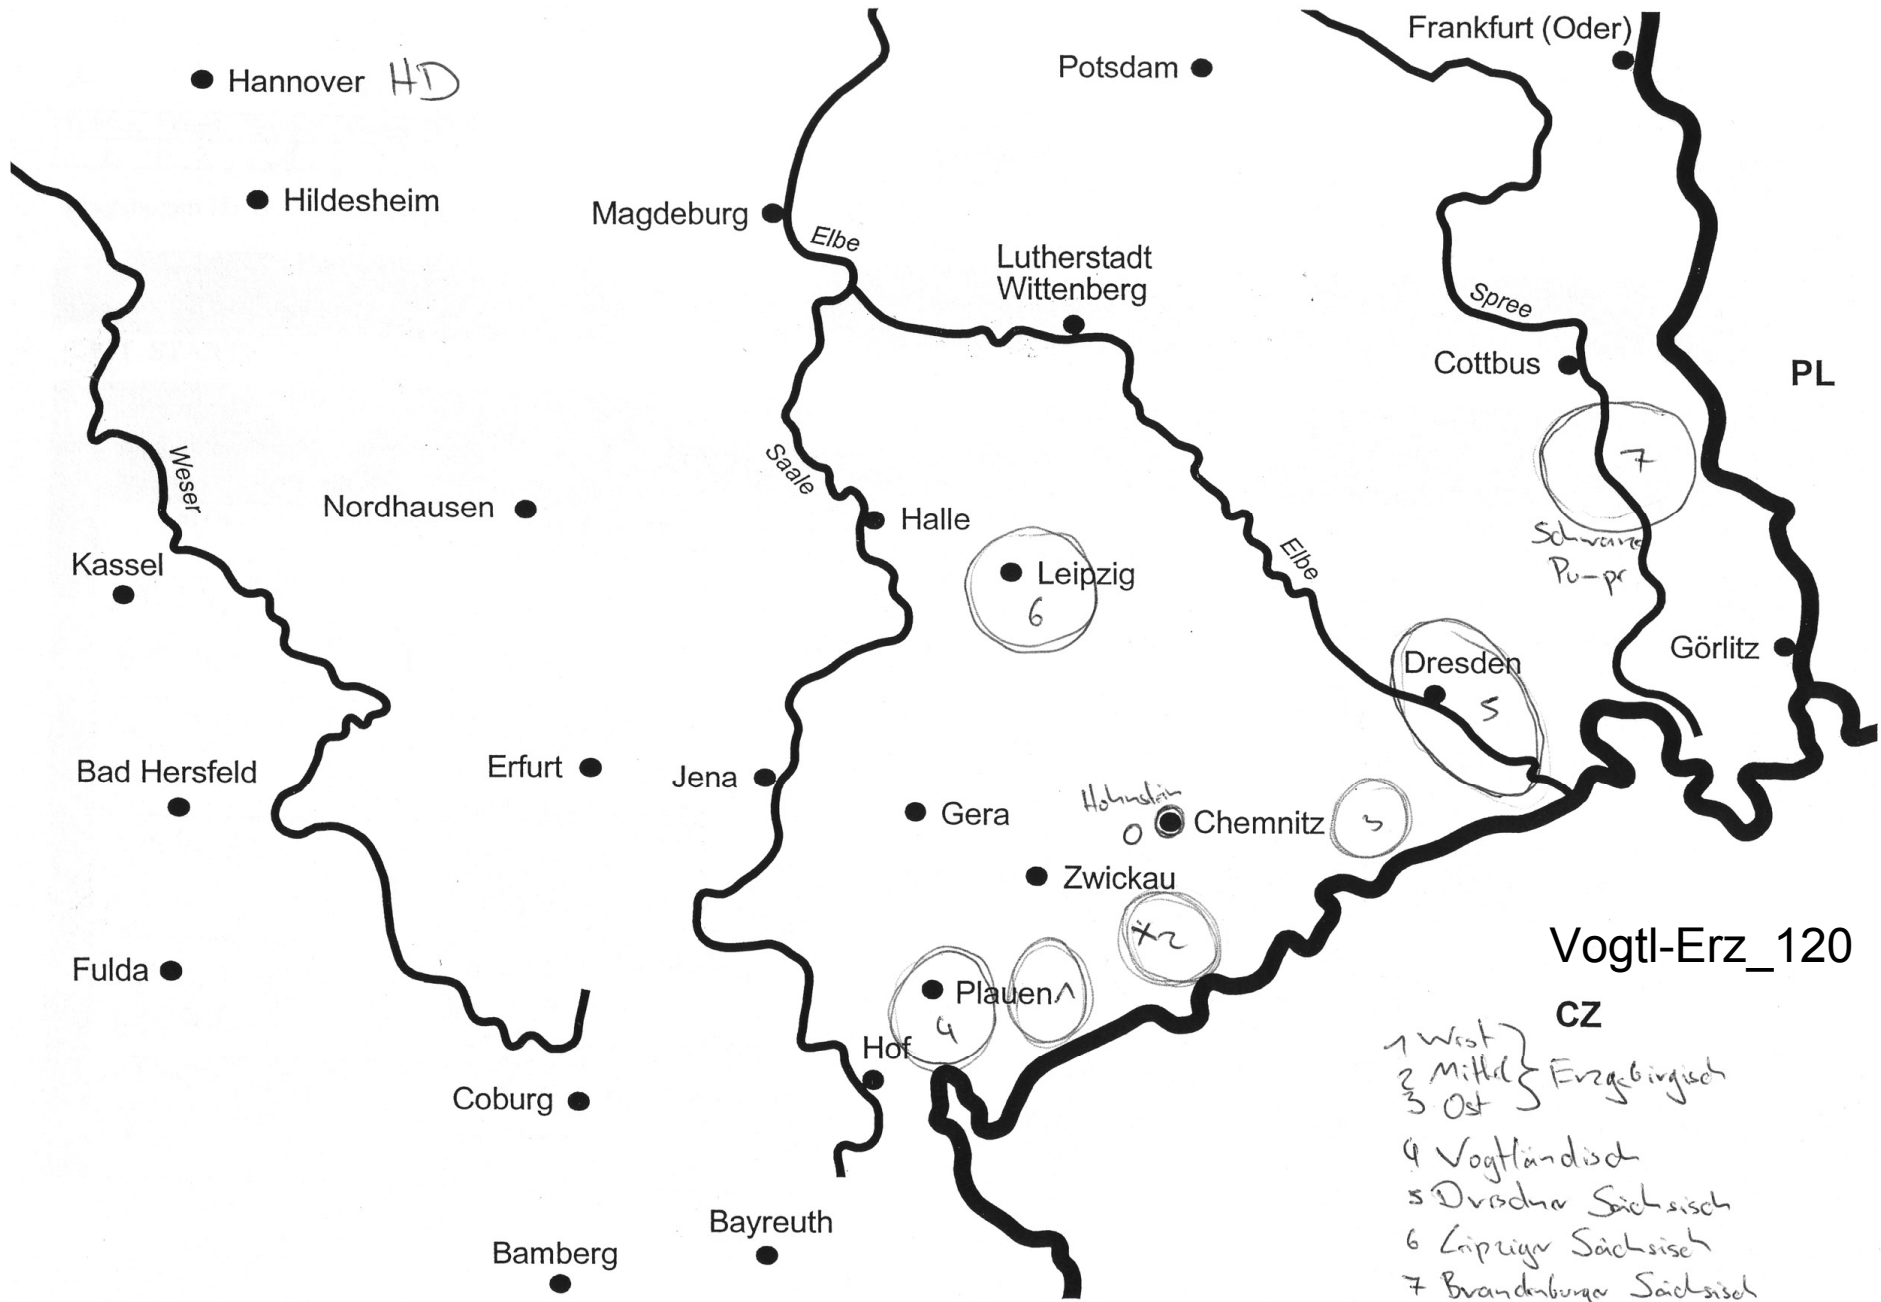 Frankfurt (Oder)
Potsdam
Hannover HD
Hildesheim
Magdeburg
Elbe
Lutherstadt
Wittenberg
Spree
Cottbus
PL
7
Weser
Saale
Nordhausen
Halle
Schwarze
Leipzig
6
Elbe
Kassel
Görlitz
Dresden
5
Bad Hersfeld
Erfurt
Jena
Gera
Hohnstein
0
Chemnitz
3
Zwickau
2
Vogtl-Erz_120
Fulda
Plauen
1
4
CZ
Hof
1 West
2 Mittel } Erzgebirgisch
3 Ost
Coburg
4 Vogtländisch
5 Dresdner Sächsisch
Bayreuth
6 Leipziger Sächsisch
Bamberg
7 Brandenburger Sächsisch